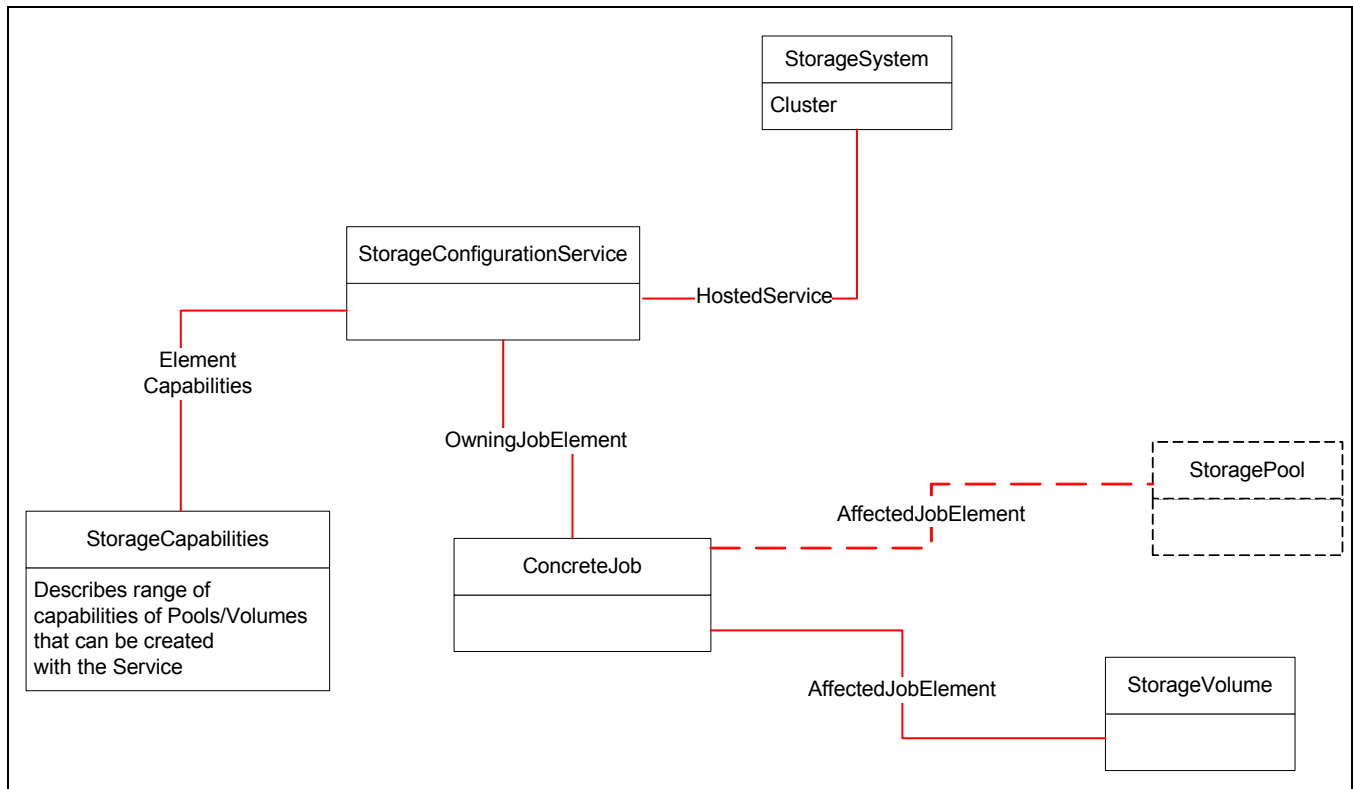 StorageSystem
Cluster
StorageConfigurationService
HostedService
Element
Capabilities
OwningJobElement
StoragePool
AffectedJobElement
StorageCapabilities
Describes range of
capabilities of Pools/Volumes
that can be created
with the Service
ConcreteJob
AffectedJobElement
StorageVolume